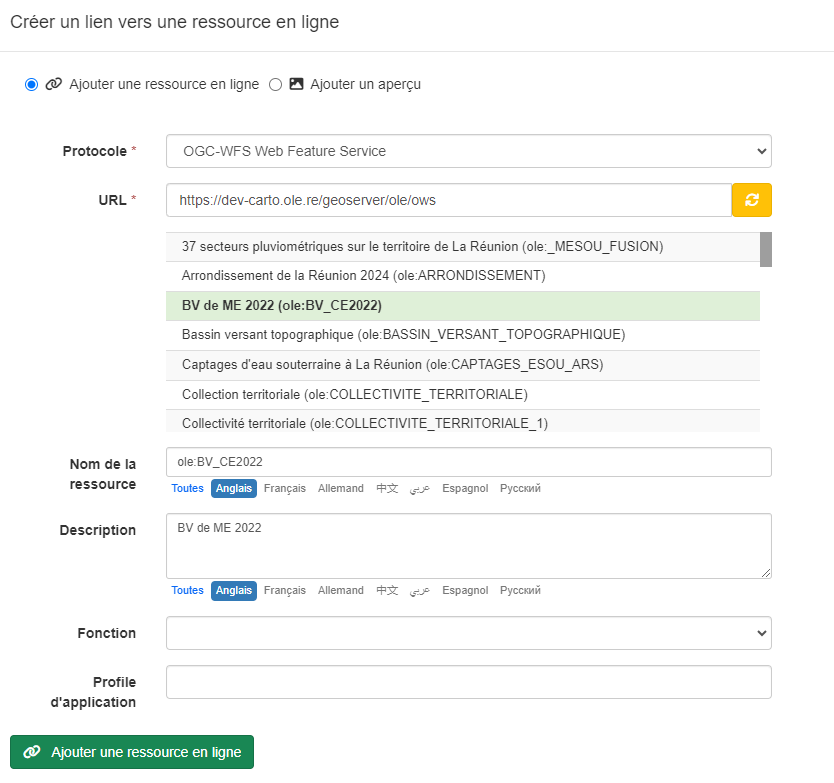 Créer un lien vers une ressource en ligne
Ajouter une ressource en ligne Ajouter un aperçu
Protocole * OGC-WFS Web Feature Service
URL * https://dev-carto.ole.re/geoserver/ole/ows
37 secteurs pluviométriques sur le territoire de La Réunion (ole:_MESOU_FUSION)
Arrondissement de la Réunion 2024 (ole:ARRONDISSEMENT)
BV de ME 2022 (ole:BV_CE2022)
Bassin versant topographique (ole:BASSIN_VERSANT_TOPOGRAPHIQUE)
Captages d'eau souterraine à La Réunion (ole:CAPTAGES_ESOU_ARS)
Collection territoriale (ole:COLLECTIVITE_TERRITORIALE)
Collectivité territoriale (ole:COLLECTIVITE_TERRITORIALE_1)
Nom de la ressource
ole:BV_CE2022
Toutes Anglais Français Allemand 中文 عربي Espagnol Русский
Description
BV de ME 2022
Toutes Anglais Français Allemand 中文 عربي Espagnol Русский
Fonction
Profile
d'application
Ajouter une ressource en ligne